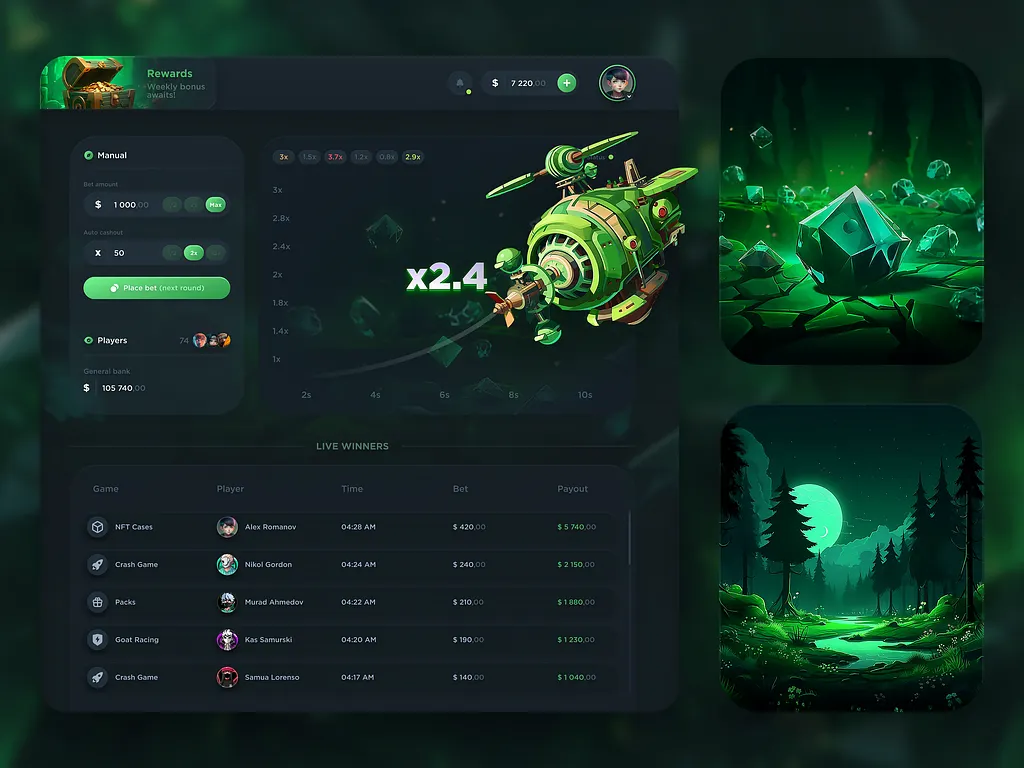 Rewards
Weekly bonus
awaits!
$ 7 220.00
Manual
Bet amount
$ 1 000.00 Max
Auto cashout
x 50 2x
Place bet (next round)
Players 74
General bank
$ 105 740.00
3x 1.5x 3.7x 1.2x 0.8x 2.9x
3x
2.8x
2.4x
2x
1.8x
1.4x
1x
x2.4
2s 4s 6s 8s 10s
LIVE WINNERS
Game Player Time Bet Payout
NFT Cases Alex Romanov 04:28 AM $ 420.00 $ 5 740.00
Crash Game Nikol Gordon 04:24 AM $ 240.00 $ 2 150.00
Packs Murad Ahmedov 04:22 AM $ 210.00 $ 1 880.00
Goat Racing Kas Samurski 04:20 AM $ 190.00 $ 1 230.00
Crash Game Samua Lorenso 04:17 AM $ 140.00 $ 1 040.00